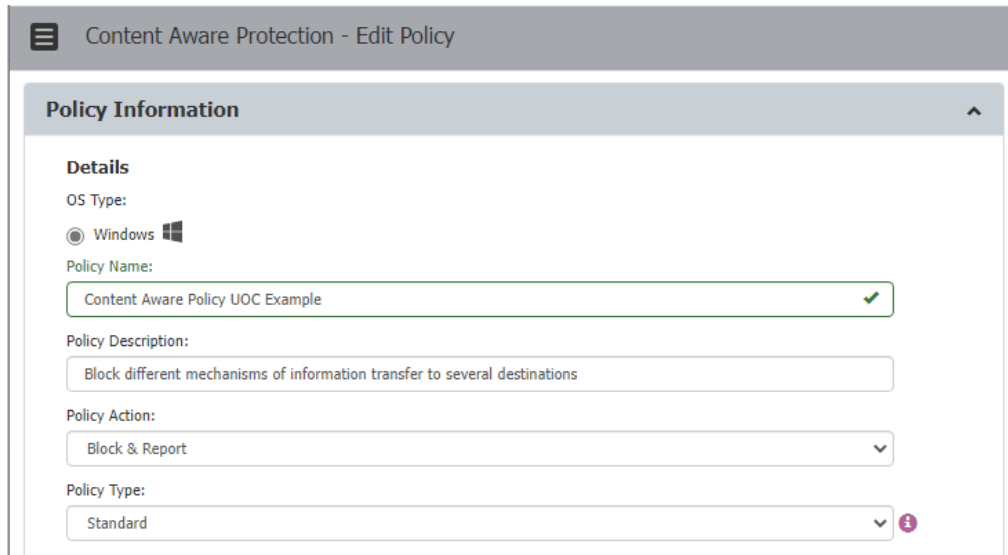 Content Aware Protection - Edit Policy
Policy Information
Details
OS Type:
Windows
Policy Name:
Content Aware Policy UOC Example
Policy Description:
Block different mechanisms of information transfer to several destinations
Policy Action:
Block & Report
Policy Type:
Standard